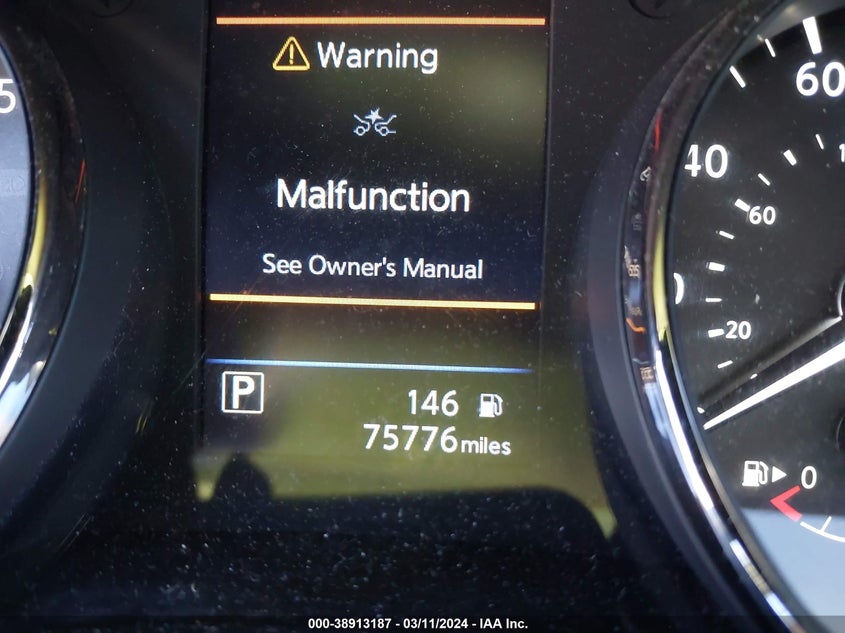 Warning
Malfunction
See Owner's Manual
P
146
75776 miles
5
60
40
60
20
0
000-38913187 - 03/11/2024 - IAA Inc.